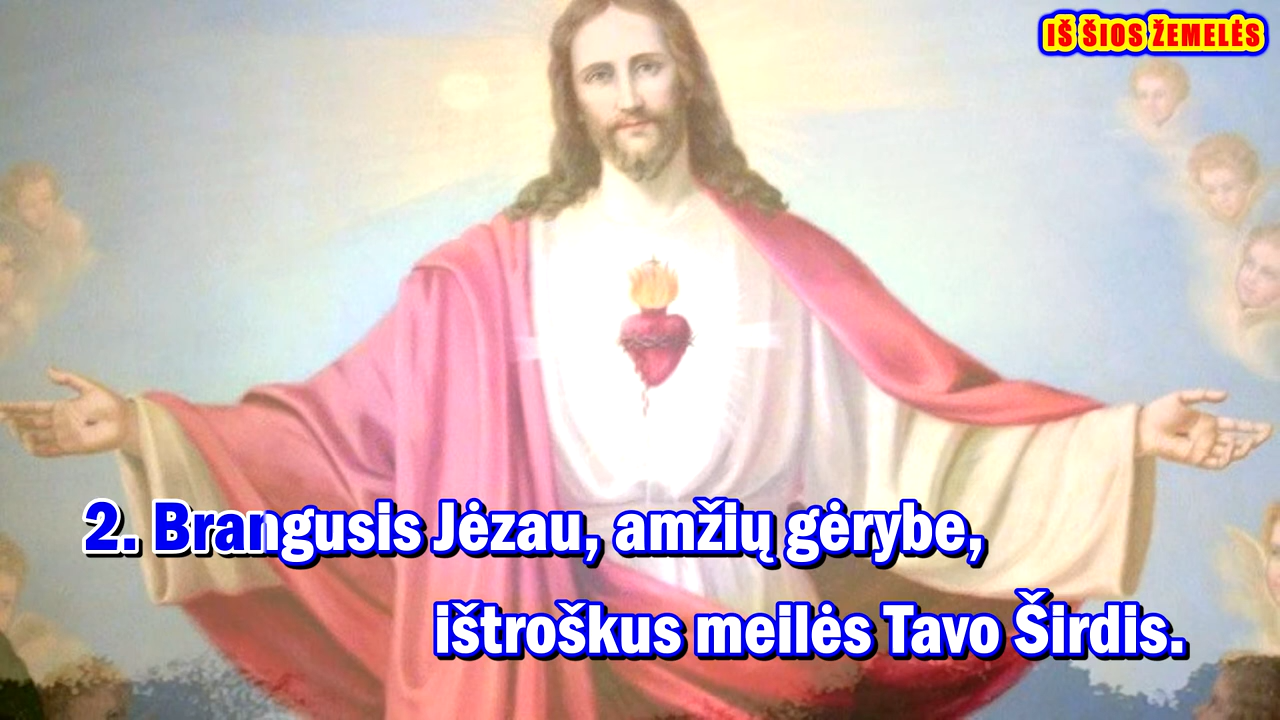 IŠ ŠIOS ŽEMELĖS
2. Brangusis Jėzau, amžių gėrybe,
ištroškus meilės Tavo Širdis.